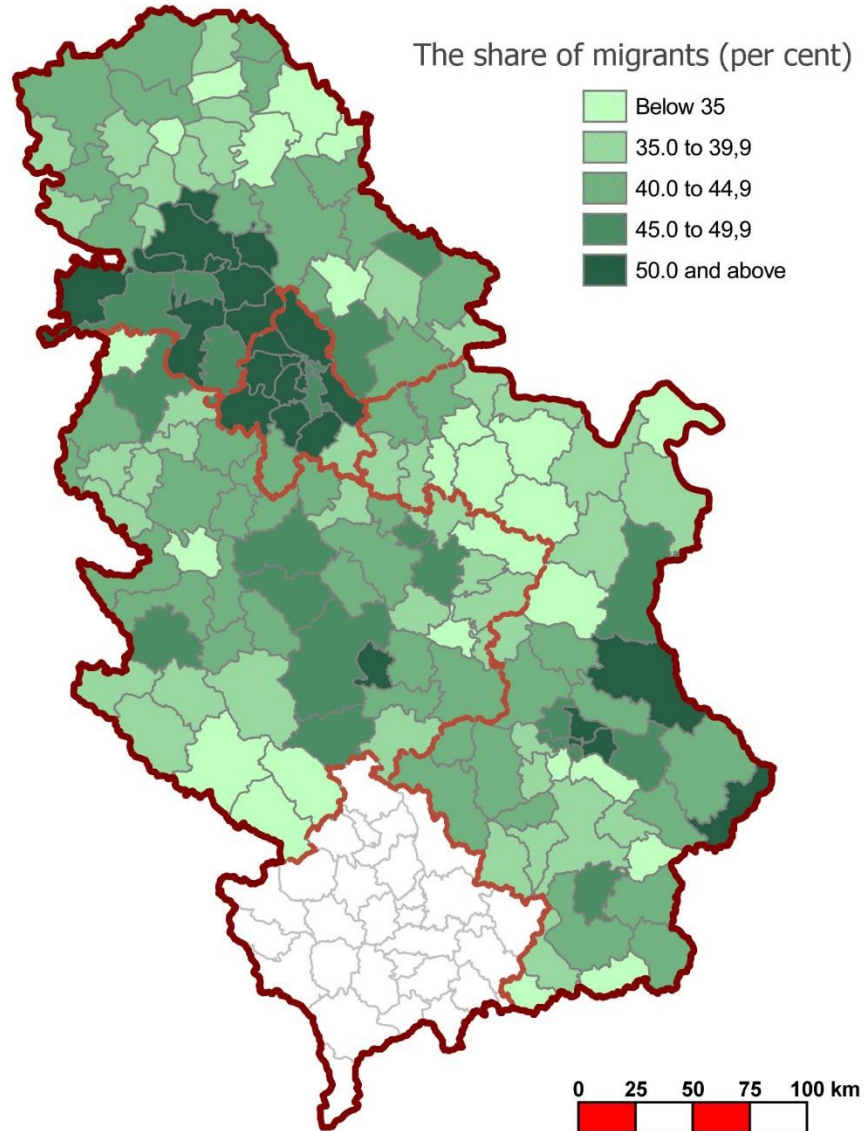 The share of migrants (per cent)
Below 35
35.0 to 39,9
40.0 to 44,9
45.0 to 49,9
50.0 and above
0 25 50 75 100 km